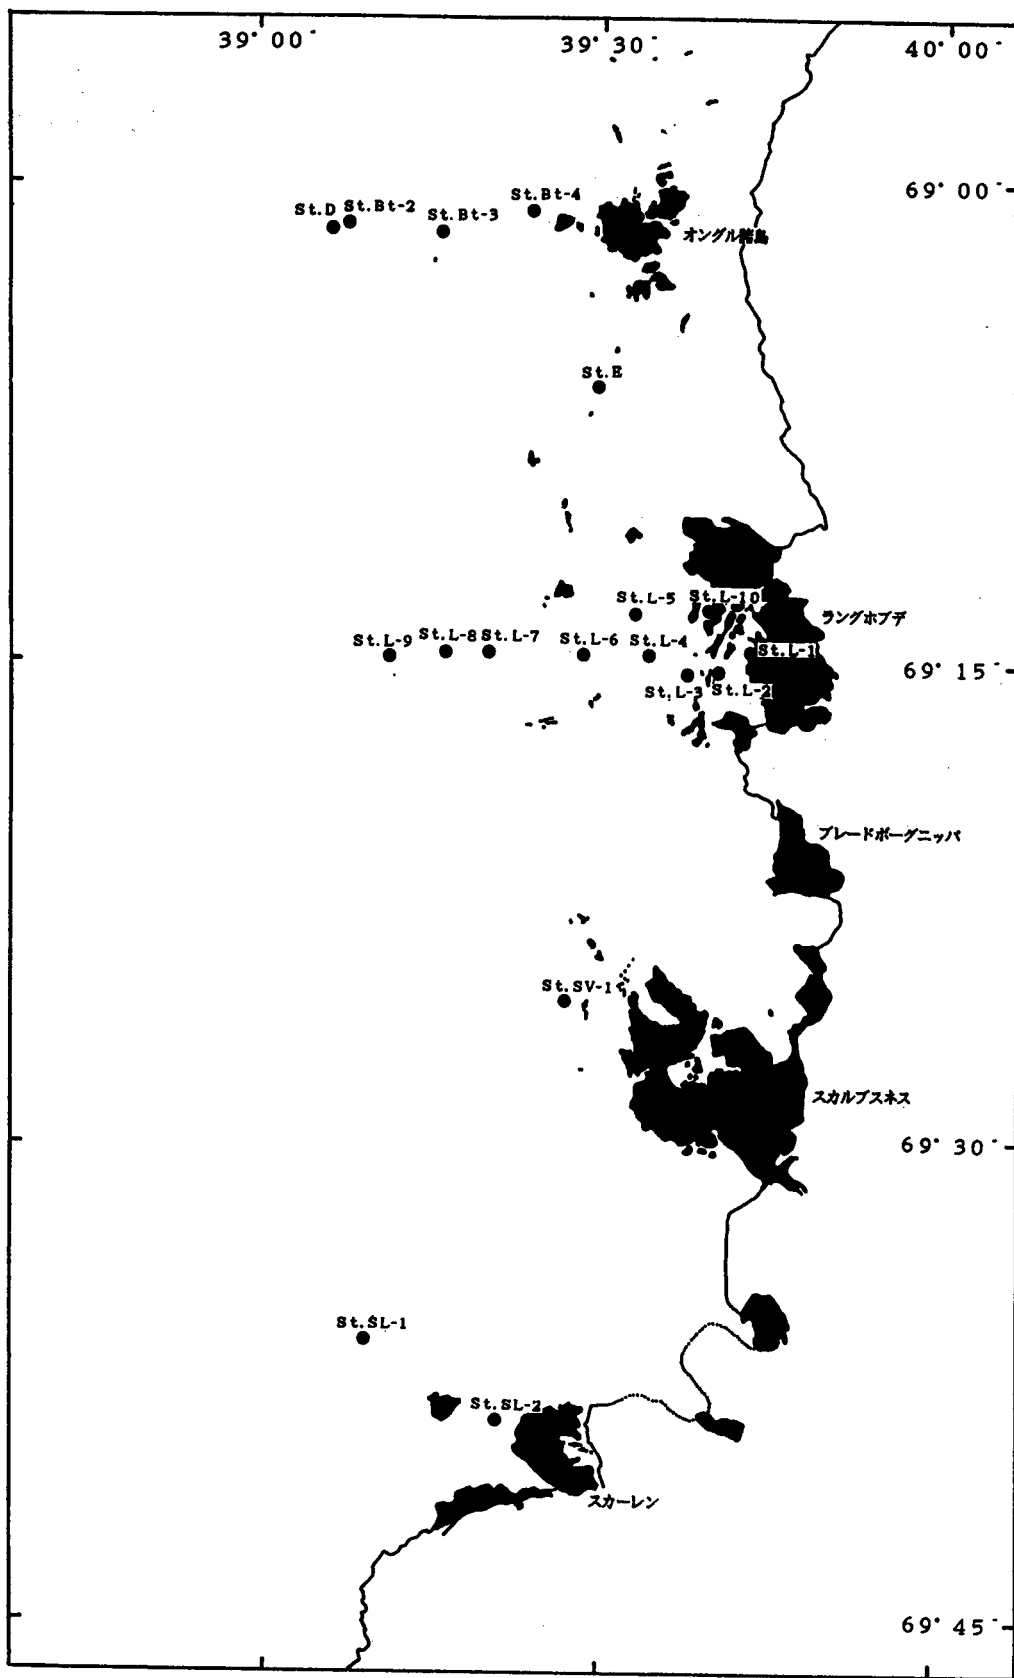 39°00′
39°30′
40°00′
69°00′
St.D
St.Bt-2
St.Bt-3
St.Bt-4
オングル諸島
St.E
St.L-5
St.L-10
ラングホブデ
St.L-9
St.L-8
St.L-7
St.L-6
St.L-4
St.L-1
69°15′
St.L-3
St.L-2
ブレードボーグニッパ
St.SV-1
スカルブスネス
69°30′
St.SL-1
St.SL-2
スカーレン
69°45′